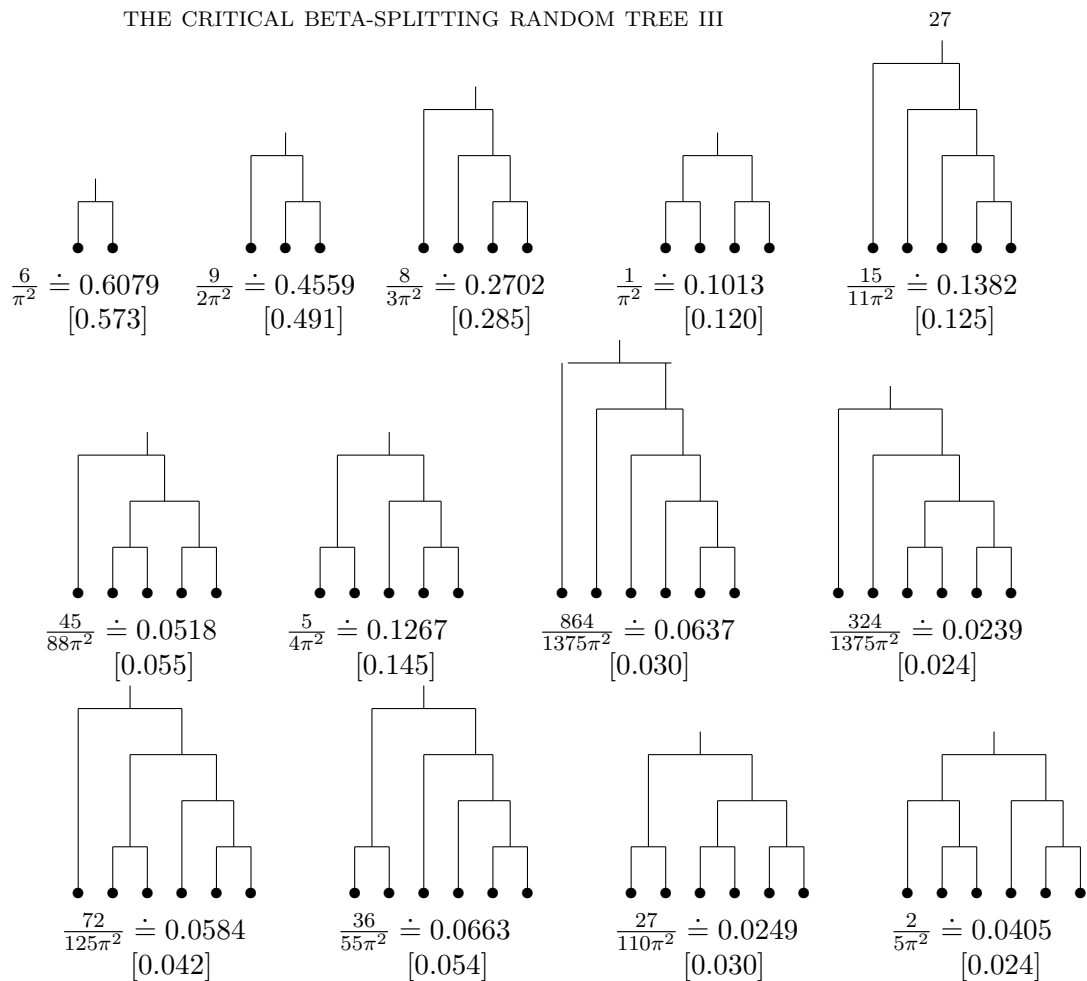 THE CRITICAL BETA-SPLITTING RANDOM TREE III 27
6/π² ≐ 0.6079 9/2π² ≐ 0.4559 8/3π² ≐ 0.2702 1/π² ≐ 0.1013 15/11π² ≐ 0.1382
[0.573] [0.491] [0.285] [0.120] [0.125]
45/88π² ≐ 0.0518 5/4π² ≐ 0.1267 864/1375π² ≐ 0.0637 324/1375π² ≐ 0.0239
[0.055] [0.145] [0.030] [0.024]
72/125π² ≐ 0.0584 36/55π² ≐ 0.0663 27/110π² ≐ 0.0249 2/5π² ≐ 0.0405
[0.042] [0.054] [0.030] [0.024]